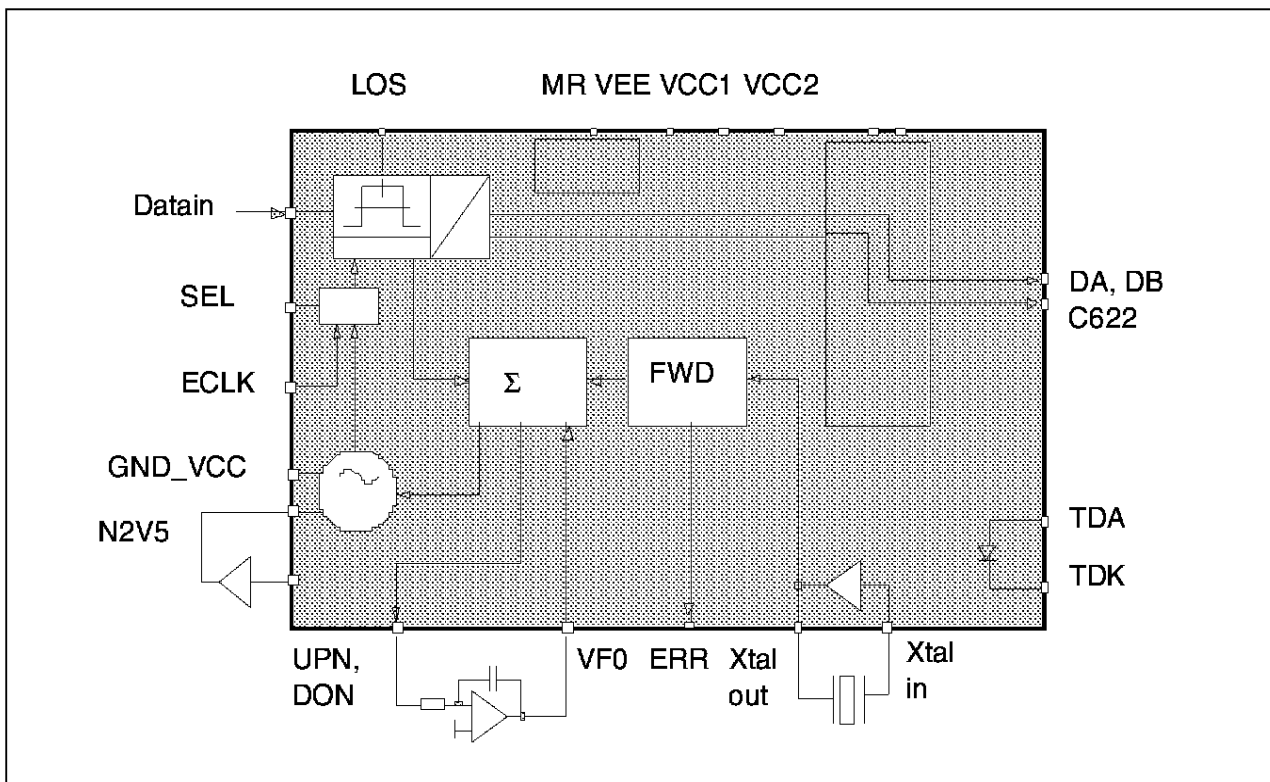 LOS
MR VEE VCC1 VCC2
Datain
SEL
DA, DB
C622
ECLK
Σ
FWD
GND_VCC
N2V5
TDA
TDK
UPN,
DON
VF0
ERR
Xtal
out
Xtal
in